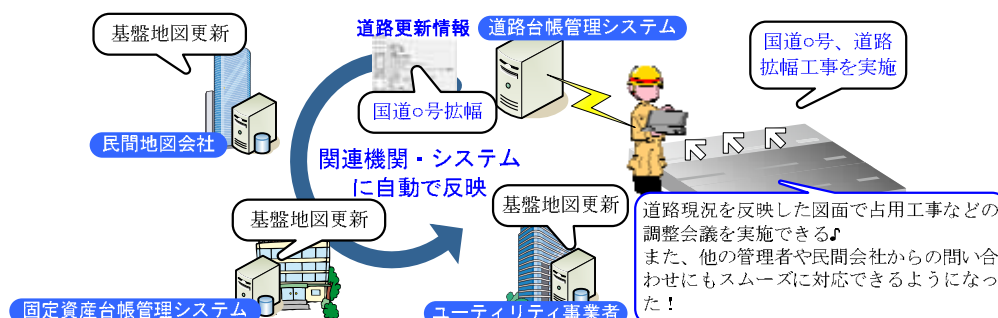 基盤地図更新
民間地図会社
道路更新情報
道路台帳管理システム
国道○号拡幅
国道○号、道路
拡幅工事を実施
関連機関・システム
に自動で反映
基盤地図更新
固定資産台帳管理システム
基盤地図更新
ユーティリティ事業者
道路現況を反映した図面で占用工事などの
調整会議を実施できる♪
また、他の管理者や民間会社からの問い合
わせにもスムーズに対応できるようになっ
た！